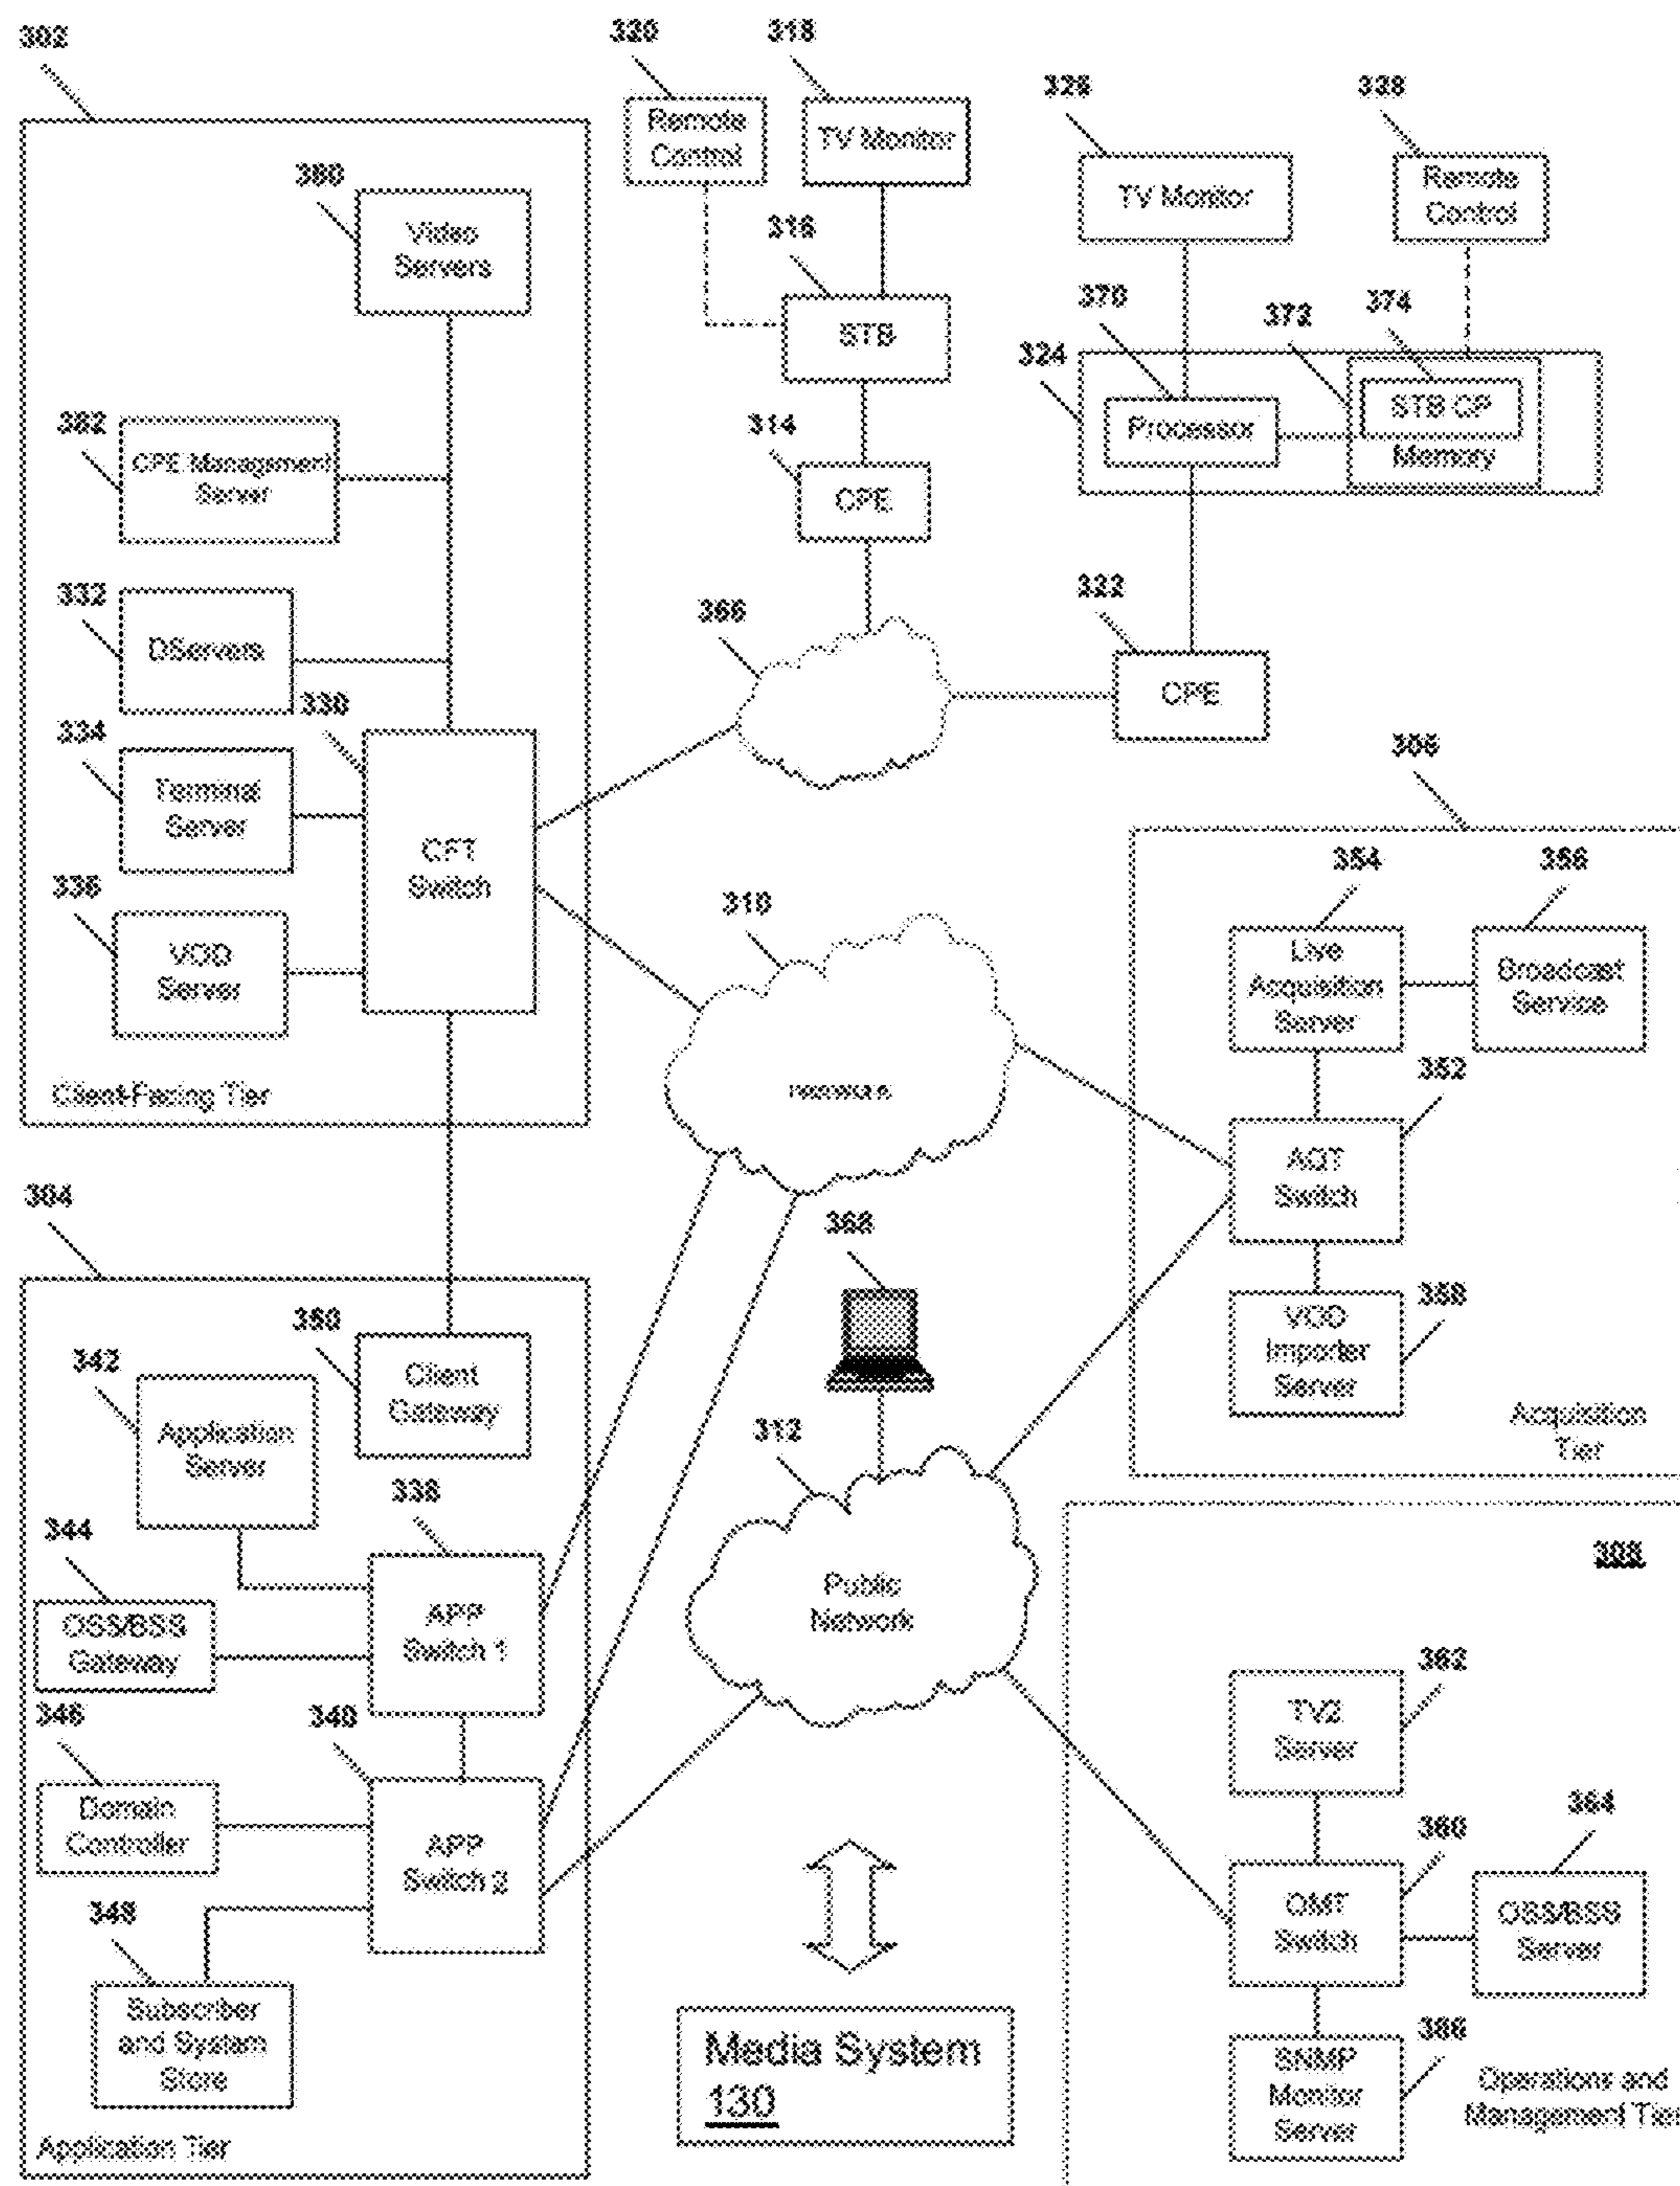 302
320
318
326
328
Remote
Control
TV Monitor
TV Monitor
Remote
Control
380
Video
Servers
316
STB
370
372
374
324
STB CP
Processor
Memory
382
CPE Management
Server
314
CPE
332
DServers
366
322
CPE
330
334
Terminal
Server
CFT
Switch
336
VOD
Server
310
306
354
356
Live
Acquisition
Server
Broadcast
Service
352
Client-Facing Tier
304
AQT
Switch
368
350
Client
Gateway
342
Application
Server
358
VOD
Importer
Server
Acquisition
Tier
312
338
344
OSS/BSS
Gateway
APP
Switch 1
Public
Network
308
362
TV2
Server
346
340
Domain
Controller
APP
Switch 2
360
364
OMT
Switch
OSS/BSS
Server
348
Subscriber
and System
Store
Media System
130
SNMP
Monitor
Server
Operations and
Management Tier
Application Tier